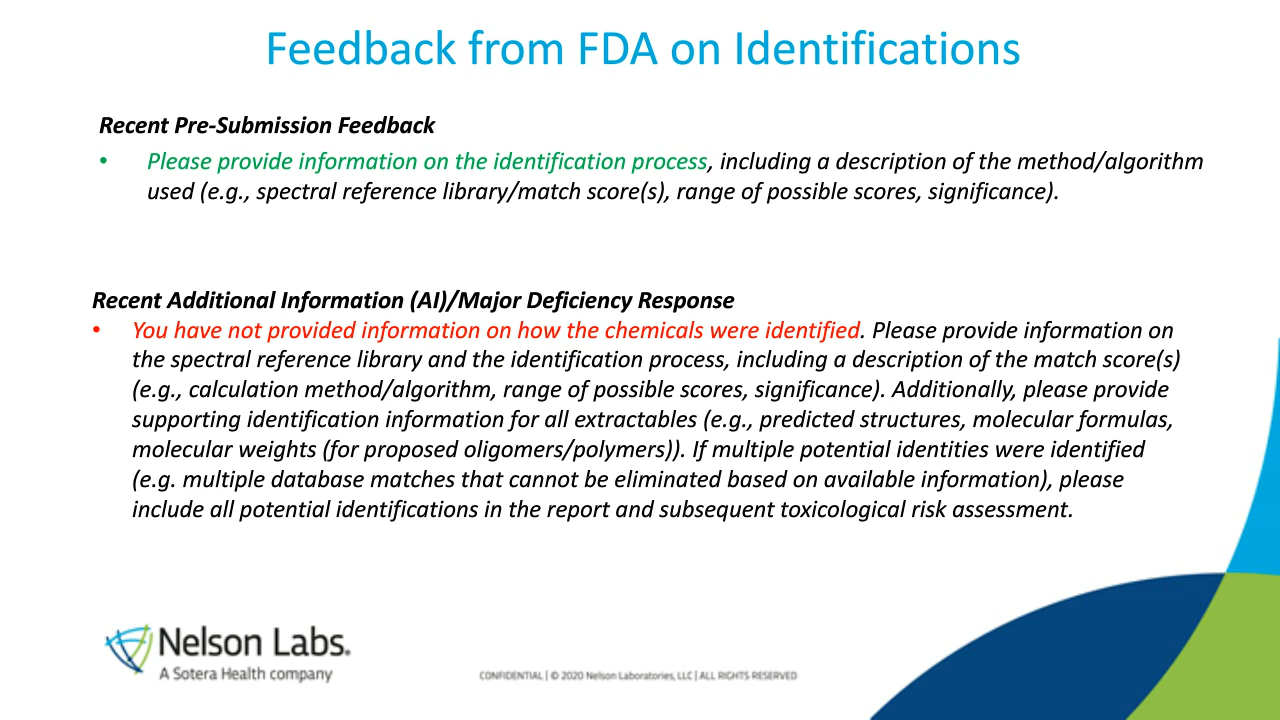 Feedback from FDA on Identifications
Recent Pre-Submission Feedback
• Please provide information on the identification process, including a description of the method/algorithm
used (e.g., spectral reference library/match score(s), range of possible scores, significance).
Recent Additional Information (AI)/Major Deficiency Response
• You have not provided information on how the chemicals were identified. Please provide information on
the spectral reference library and the identification process, including a description of the match score(s)
(e.g., calculation method/algorithm, range of possible scores, significance). Additionally, please provide
supporting identification information for all extractables (e.g., predicted structures, molecular formulas,
molecular weights (for proposed oligomers/polymers)). If multiple potential identities were identified
(e.g. multiple database matches that cannot be eliminated based on available information), please
include all potential identifications in the report and subsequent toxicological risk assessment.
Nelson Labs.
A Sotera Health company
CONFIDENTIAL | © 2020 Nelson Laboratories, LLC | ALL RIGHTS RESERVED